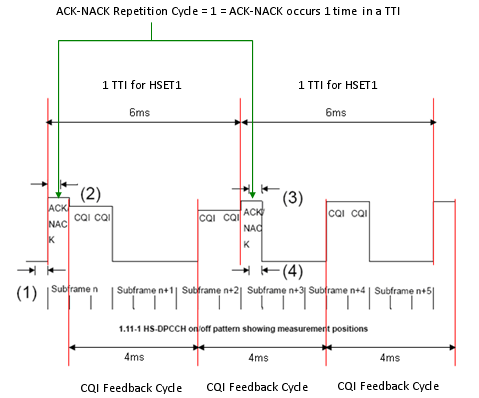 ACK-NACK Repetition Cycle = 1 = ACK-NACK occurs 1 time in a TTI
1 TTI for HSET1
1 TTI for HSET1
6ms
6ms
(2)
(3)
ACK/
NAC
K
CQI CQI
CQI CQI
ACK/
NAC
K
CQI CQI
(1)
(4)
Subframe n
Subframe n+1
Subframe n+2
Subframe n+3
Subframe n+4
Subframe n+5
1.11-1 HS-DPCCH on/off pattern showing measurement positions
4ms
4ms
4ms
CQI Feedback Cycle
CQI Feedback Cycle
CQI Feedback Cycle